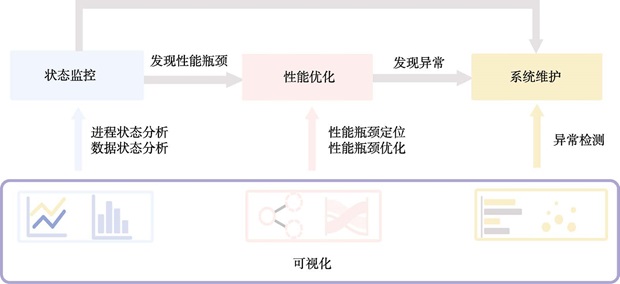 状态监控
发现性能瓶颈
性能优化
发现异常
系统维护
进程状态分析
数据状态分析
性能瓶颈定位
性能瓶颈优化
异常检测
可视化